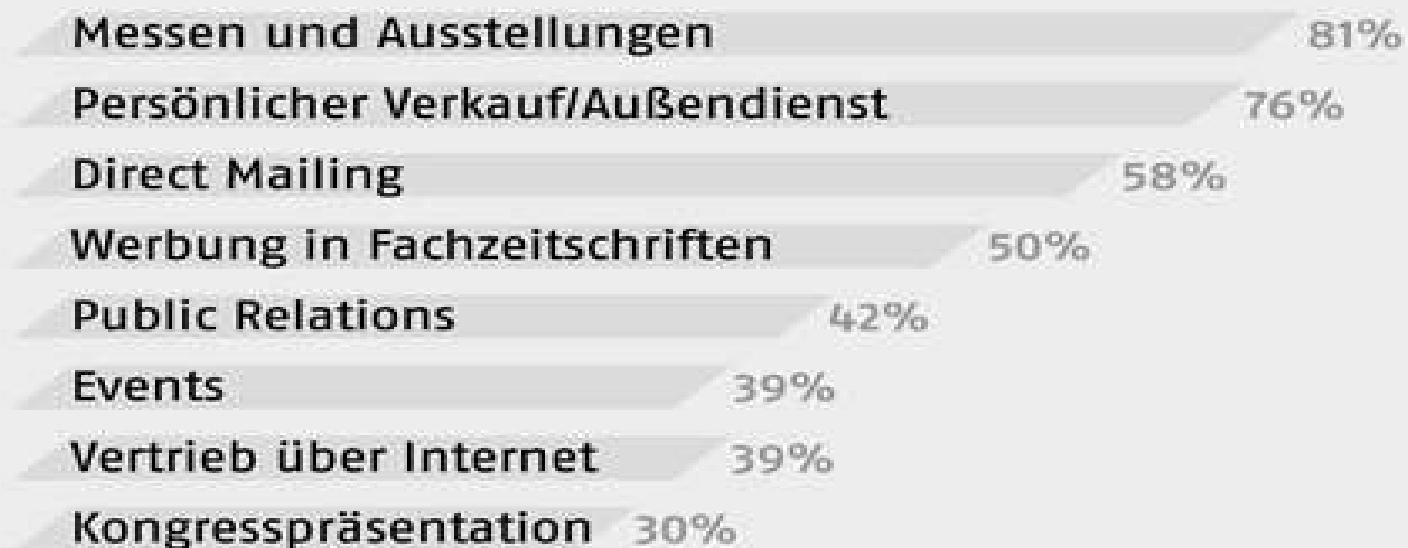 Messen und Ausstellungen 81%
Persönlicher Verkauf/Außendienst 76%
Direct Mailing 58%
Werbung in Fachzeitschriften 50%
Public Relations 42%
Events 39%
Vertrieb über Internet 39%
Kongresspräsentation 30%